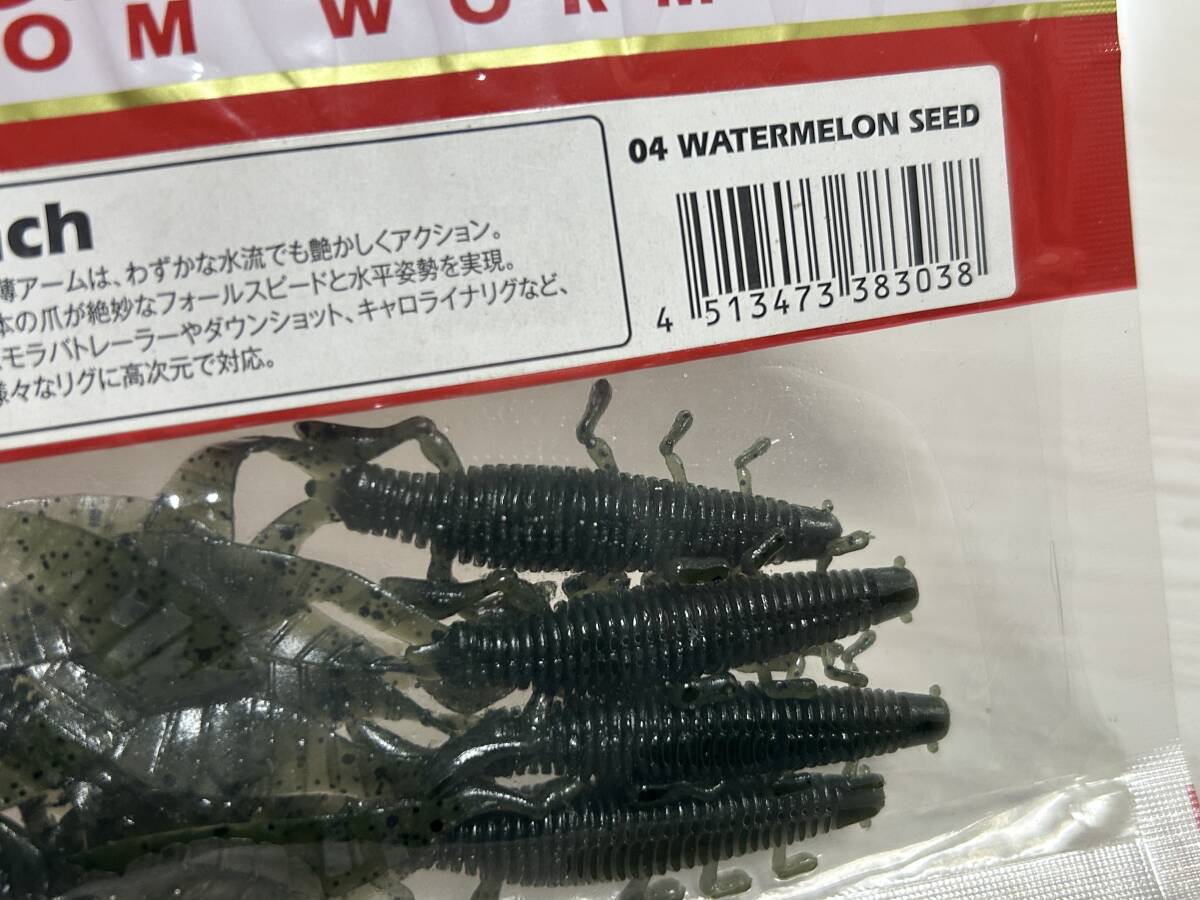 OM WORM
04 WATERMELON SEED
nch
薄アームは、わずかな水流でも艶かしくアクション。
本の爪が絶妙なフォールスピードと水平姿勢を実現。
モラバトレーラーやダウンショット、キャロライナリグなど、
様々なリグに高次元で対応。
4 513473 383038